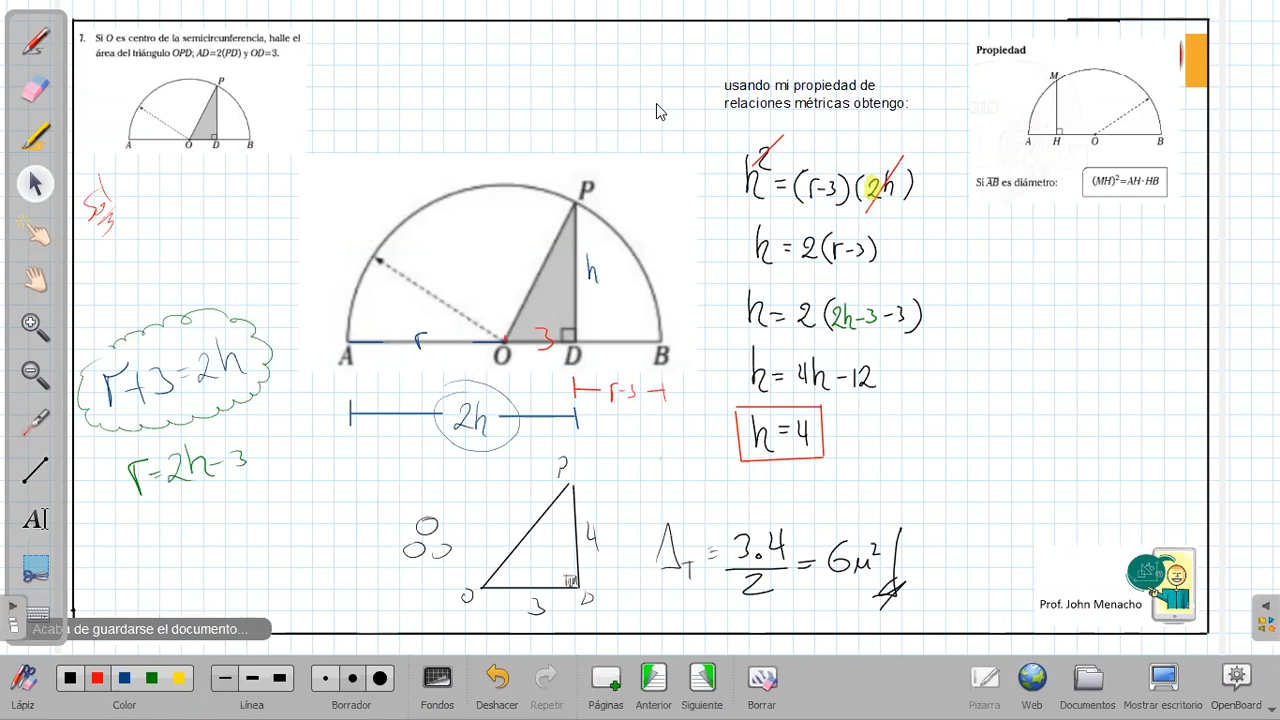 7. Si O es centro de la semicircunferencia, halle el
área del triángulo OPD; AD=2(PD) y OD=3.
P
A O D B
r+3=2h
r=2h-3
P
h
r
3
A O D B
r-3
2h
P
4
O 3 D
usando mi propiedad de
relaciones métricas obtengo:
h² = (r-3)(2h)
h = 2(r-3)
h = 2(2h-3-3)
h = 4h-12
h = 4
= 3.4 / 2 = 6μ²
Propiedad
M
A H O B
Si AB es diámetro:
(MH)²=AH·HB
Prof. John Menacho
Acaba de guardarse el documento...
Lápiz
Color
Línea
Borrador
Fondos
Deshacer
Repetir
Páginas
Anterior
Siguiente
Borrar
Pizarra
Web
Documentos
Mostrar escritorio
OpenBoard